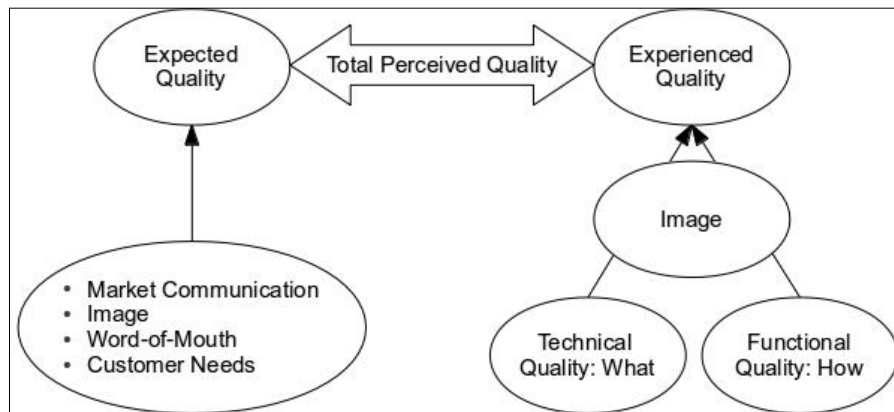 Expected
Quality
Total Perceived Quality
Experienced
Quality
Image
• Market Communication
• Image
• Word-of-Mouth
• Customer Needs
Technical
Quality: What
Functional
Quality: How